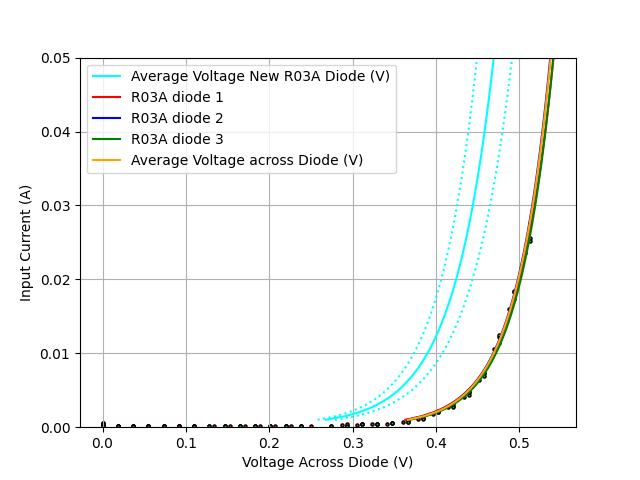 0.05
0.04
0.03
0.02
0.01
0.00
Input Current (A)
Average Voltage New R03A Diode (V)
R03A diode 1
R03A diode 2
R03A diode 3
Average Voltage across Diode (V)
0.0 0.1 0.2 0.3 0.4 0.5
Voltage Across Diode (V)